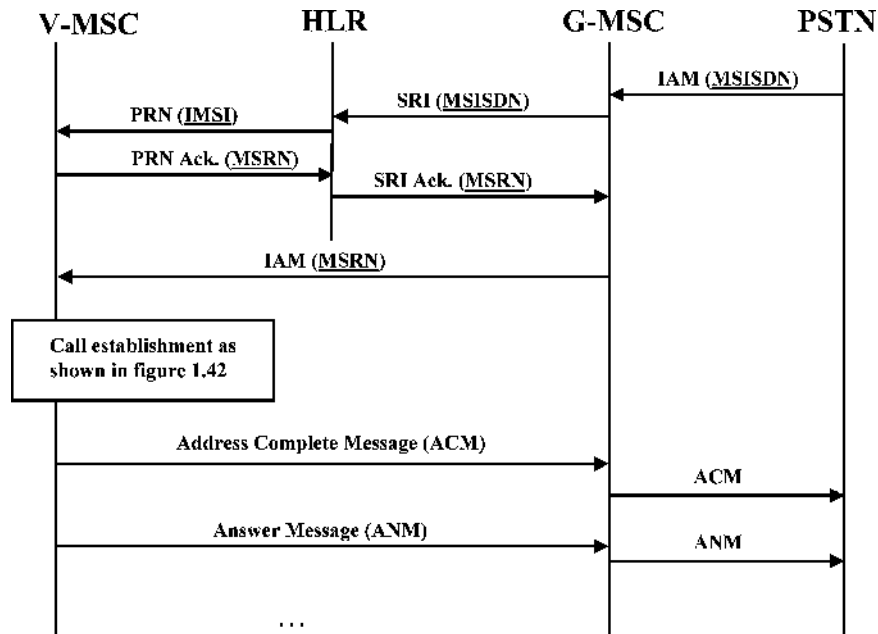 V-MSC
HLR
G-MSC
PSTN
IAM (MSISDN)
SRI (MSISDN)
PRN (IMSI)
PRN Ack. (MSRN)
SRI Ack. (MSRN)
IAM (MSRN)
Call establishment as
shown in figure 1.42
Address Complete Message (ACM)
ACM
Answer Message (ANM)
ANM
...